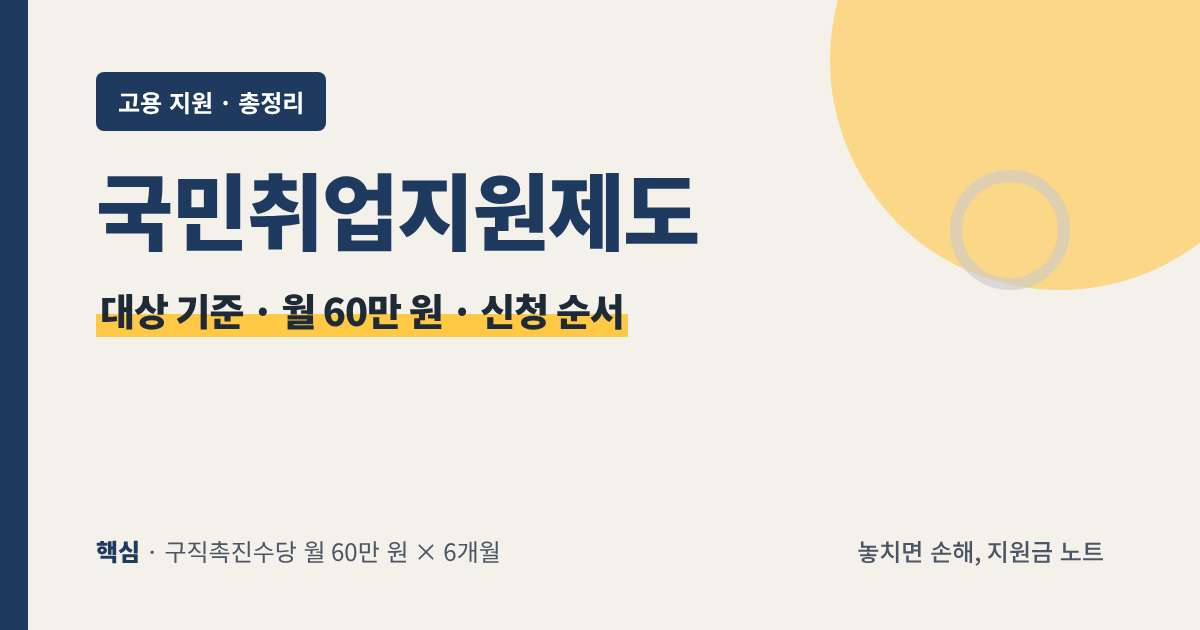 고용 지원 · 총정리
국민취업지원제도
대상 기준 · 월 60만 원 · 신청 순서
핵심 · 구직촉진수당 월 60만 원 × 6개월
놓치면 손해, 지원금 노트